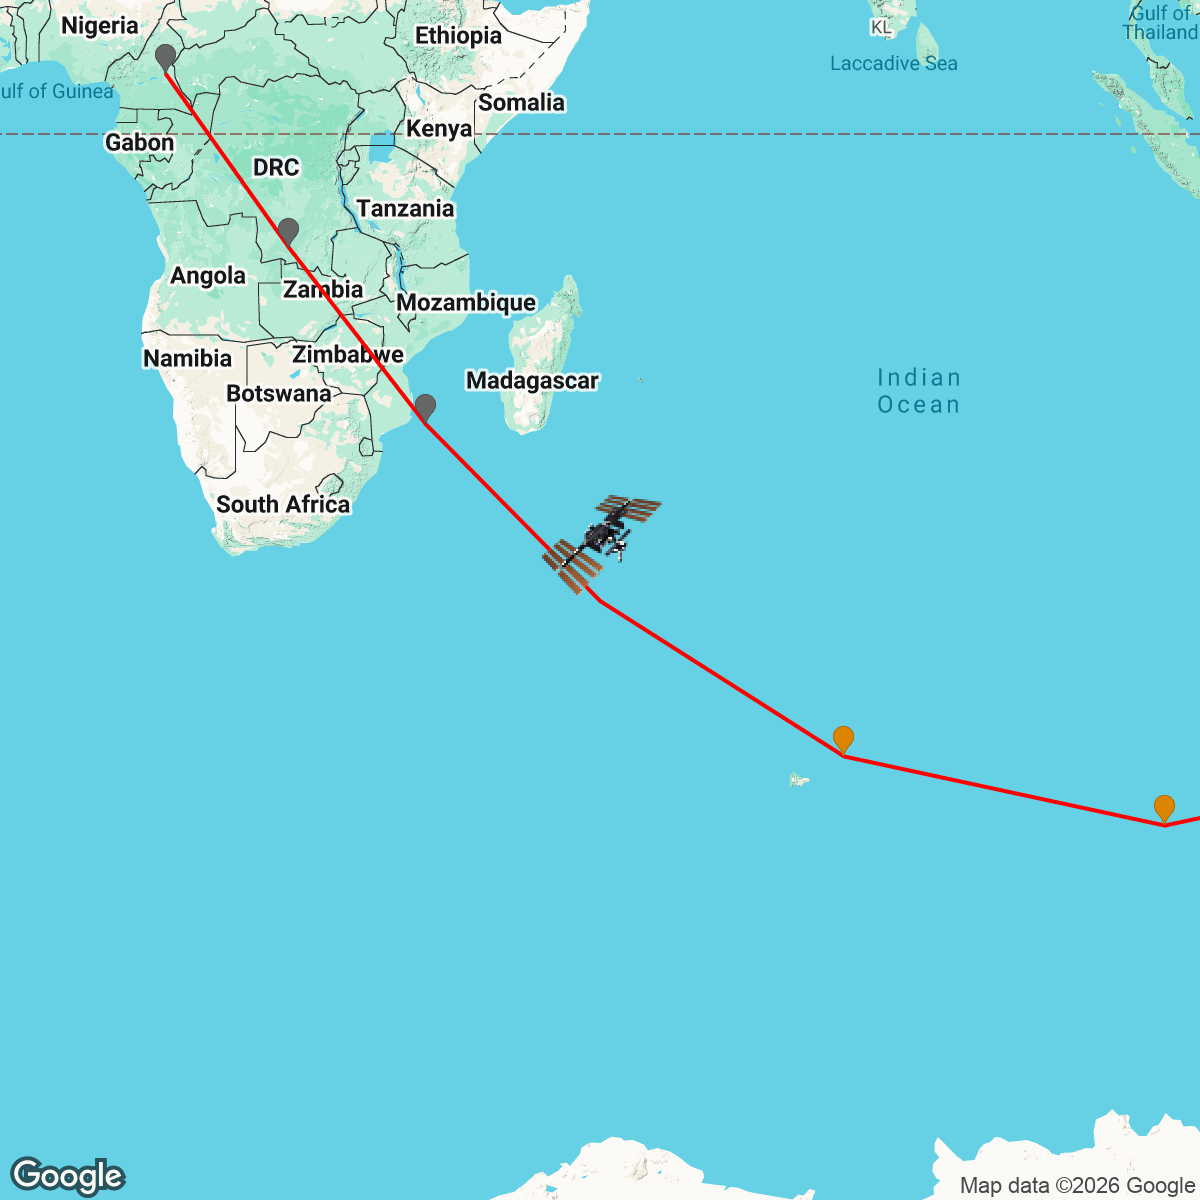 Nigeria
Ethiopia
KL
Gulf of
Thailand
Laccadive Sea
ulf of Guinea
Somalia
Kenya
Gabon
DRC
Tanzania
Angola
Zambia
Mozambique
Namibia
Zimbabwe
Madagascar
Botswana
Indian
Ocean
South Africa
Google
Map data ©2026 Google